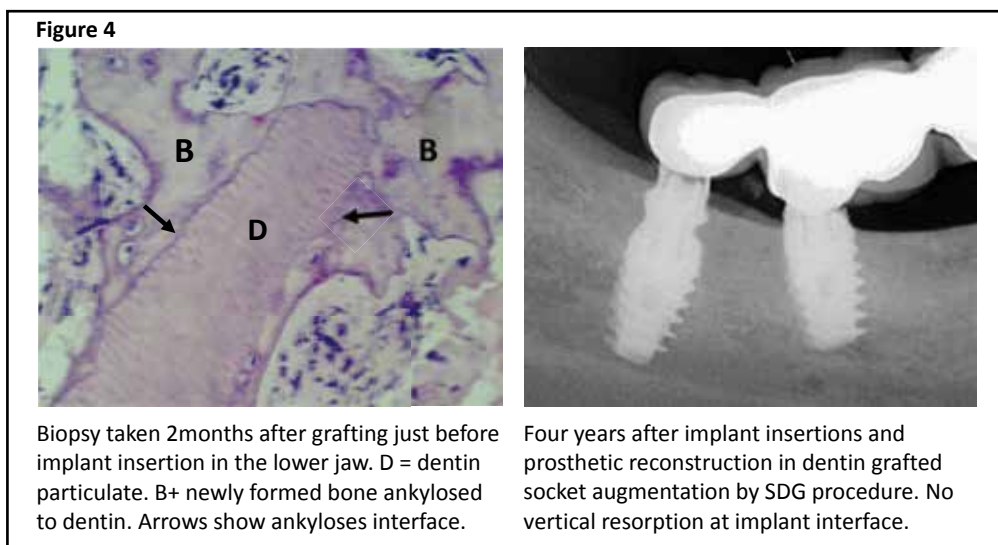 Figure 4
B
B
D
Biopsy taken 2months after grafting just before
implant insertion in the lower jaw. D = dentin
particulate. B+ newly formed bone ankylosed
to dentin. Arrows show ankyloses interface.
Four years after implant insertions and
prosthetic reconstruction in dentin grafted
socket augmentation by SDG procedure. No
vertical resorption at implant interface.